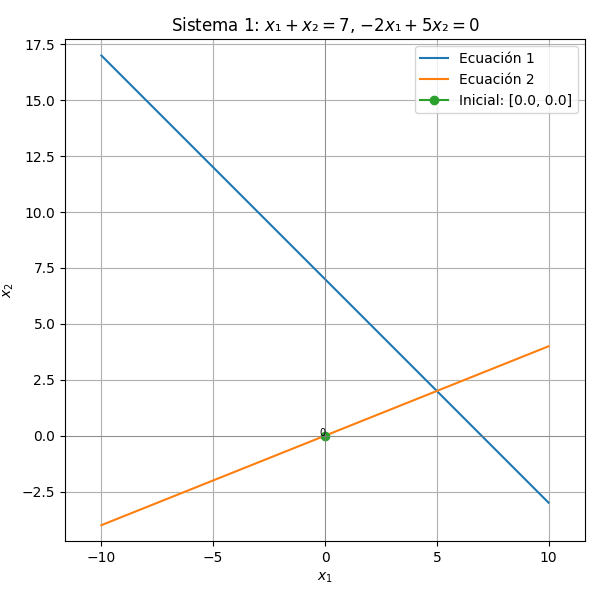 Sistema 1: x₁ + x₂ = 7, −2x₁ + 5x₂ = 0
Ecuación 1
Ecuación 2
Inicial: [0.0, 0.0]
17.5
15.0
12.5
10.0
7.5
5.0
2.5
0.0
−2.5
x₂
0
−10
−5
0
5
10
x₁